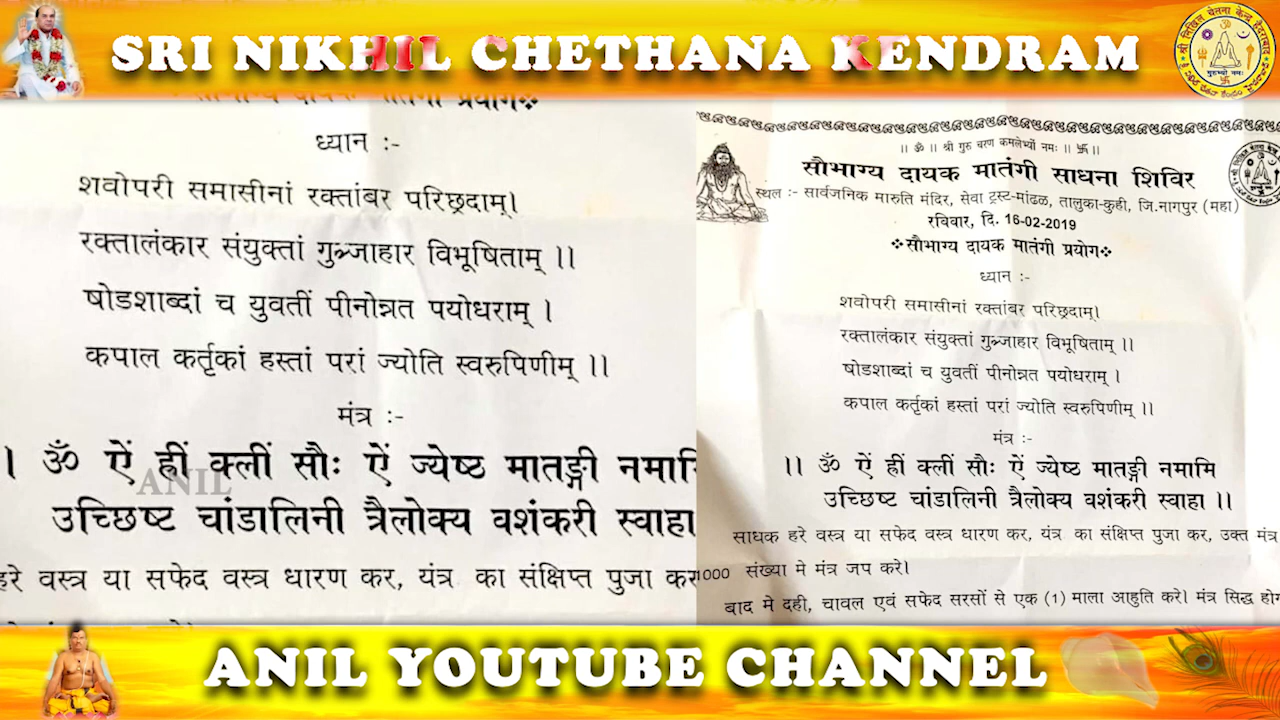 SRI NIKHIL CHETHANA KENDRAM
ध्यान :-
शवोपरी समासीनां रक्तांबर परिछ्रदाम्।
रक्तालंकार संयुक्तां गुञ्जाहार विभूषिताम् ।।
षोडशाब्दां च युवतीं पीनोन्नत पयोधराम् ।
कपाल कर्तृकां हस्तां परां ज्योति स्वरुपिणीम् ।।
मंत्र :-
। ॐ ऐं ह्रीं क्लीं सौः ऐं ज्येष्ठ मातङ्गी नमामि
ANIL
उच्छिष्ट चांडालिनी त्रैलोक्य वशंकरी स्वाहा
हरे वस्त्र या सफेद वस्त्र धारण कर, यंत्र का संक्षिप्त पुजा कर
।। ॐ ।। श्री गुरु चरण कमलेभ्यों नमः ।। 卐 ।।
सौभाग्य दायक मातंगी साधना शिविर
स्थल :- सार्वजनिक मारुति मंदिर, सेवा ट्रस्ट-मांढळ, तालुका-कुही, जि.नागपुर (महा)
रविवार, दि. 16-02-2019
❖सौभाग्य दायक मातंगी प्रयोग❖
ध्यान :-
शवोपरी समासीनां रक्तांबर परिछ्रदाम्।
रक्तालंकार संयुक्तां गुञ्जाहार विभूषिताम् ।।
षोडशाब्दां च युवतीं पीनोन्नत पयोधराम् ।
कपाल कर्तृकां हस्तां परां ज्योति स्वरुपिणीम् ।।
मंत्र :-
।। ॐ ऐं ह्रीं क्लीं सौः ऐं ज्येष्ठ मातङ्गी नमामि
उच्छिष्ट चांडालिनी त्रैलोक्य वशंकरी स्वाहा ।।
साधक हरे वस्त्र या सफेद वस्त्र धारण कर, यंत्र का संक्षिप्त पुजा कर, उक्त मंत्र
1000 संख्या मे मंत्र जप करे।
बाद मे दही, चावल एवं सफेद सरसों से एक (1) माला आहुति करे। मंत्र सिद्ध होग
ANIL YOUTUBE CHANNEL